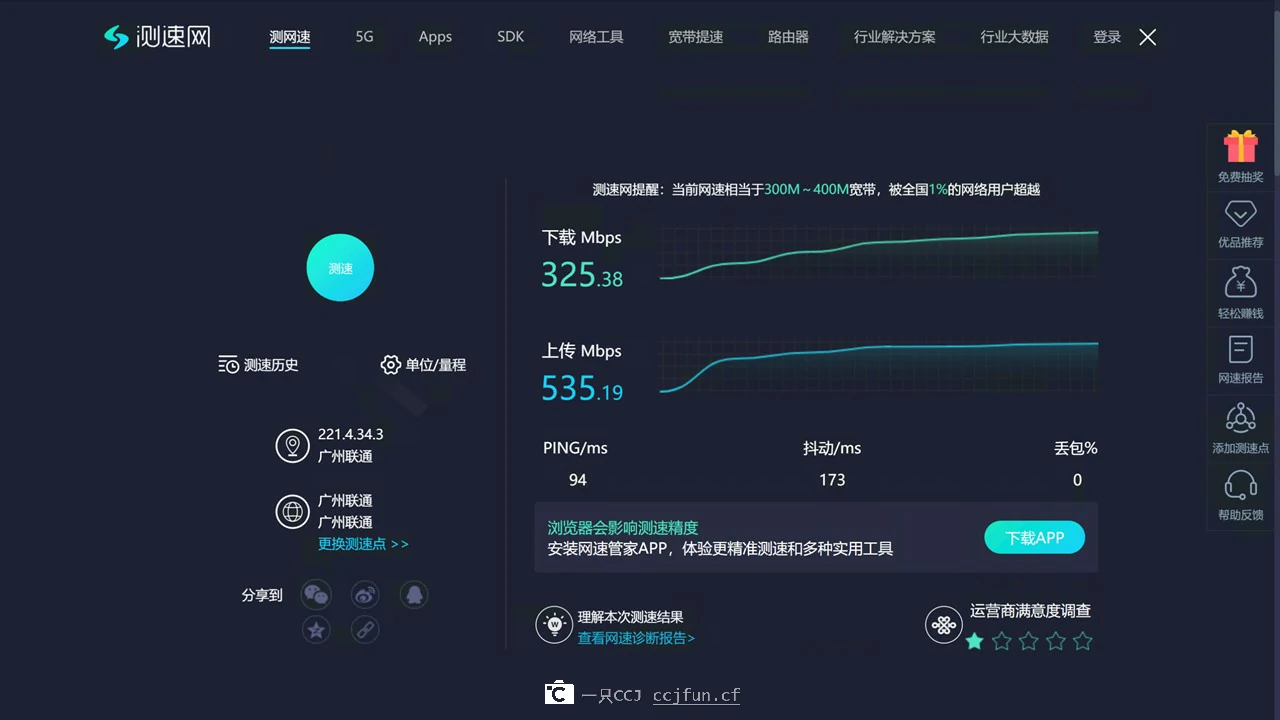 测速网
测网速 5G Apps SDK 网络工具 宽带提速 路由器 行业解决方案 行业大数据 登录
测速网提醒：当前网速相当于300M~400M宽带，被全国1%的网络用户超越
测速
下载 Mbps
325.38
上传 Mbps
535.19
测速历史 单位/量程
221.4.34.3
广州联通
广州联通
广州联通
更换测速点 >>
分享到
PING/ms 抖动/ms 丢包%
94 173 0
浏览器会影响测速精度
安装网速管家APP，体验更精准测速和多种实用工具
下载APP
W
理解本次测速结果
查看网速诊断报告>
运营商满意度调查
免费抽奖
优品推荐
¥
轻松赚钱
网速报告
添加测速点
帮助反馈
C 一只CCJ ccjfun.cf